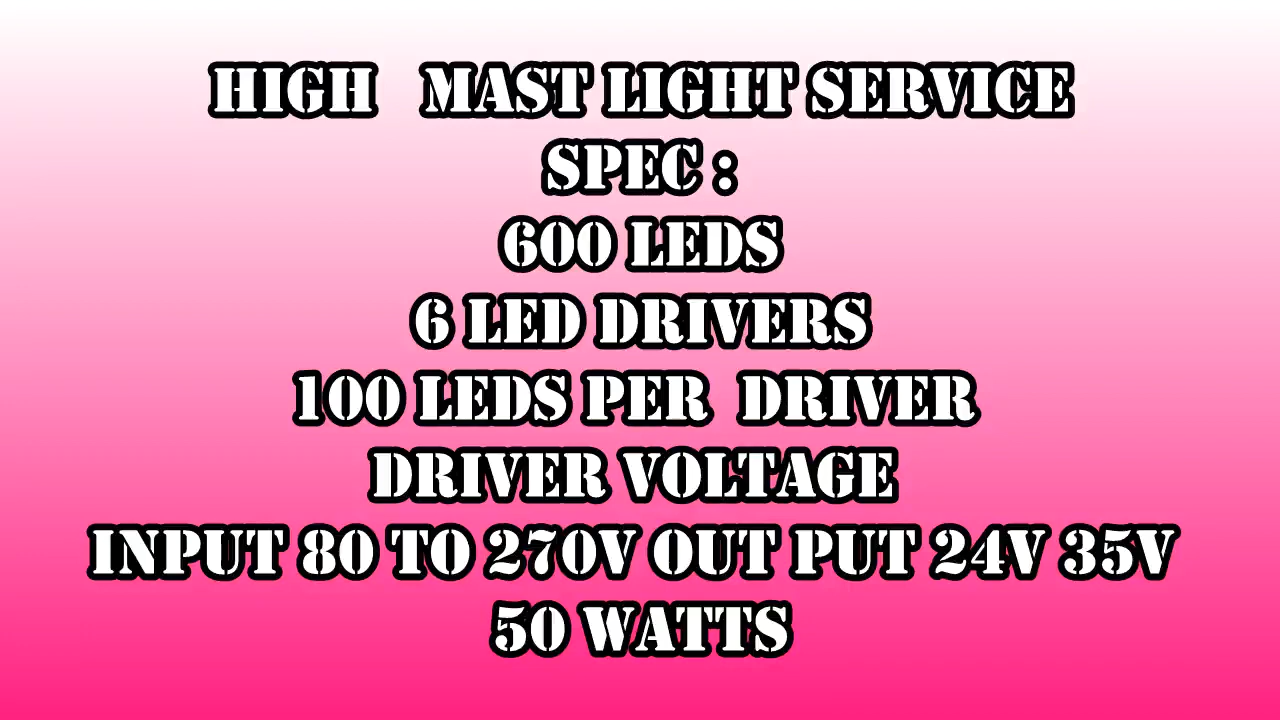 HIGH MAST LIGHT SERVICE
SPEC :
600 LEDS
6 LED DRIVERS
100 LEDS PER DRIVER
DRIVER VOLTAGE
INPUT 80 TO 270V OUT PUT 24V 35V
50 WATTS